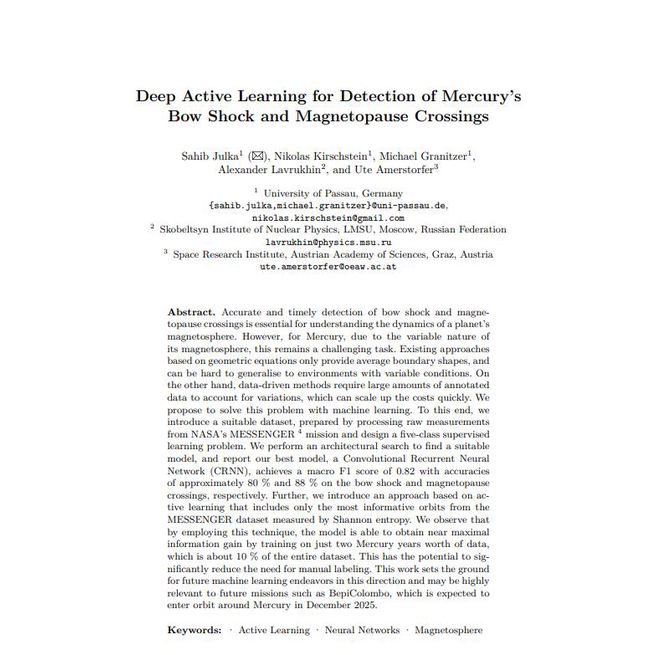 Deep Active Learning for Detection of Mercury's
Bow Shock and Magnetopause Crossings
Sahib Julka1 (✉), Nikolas Kirschstein1, Michael Granitzer1,
Alexander Lavrukhin2, and Ute Amerstorfer3
1 University of Passau, Germany
{sahib.julka,michael.granitzer}@uni-passau.de,
nikolas.kirschstein@gmail.com
2 Skobeltsyn Institute of Nuclear Physics, LMSU, Moscow, Russian Federation
lavrukhin@physics.msu.ru
3 Space Research Institute, Austrian Academy of Sciences, Graz, Austria
ute.amerstorfer@oeaw.ac.at
Abstract. Accurate and timely detection of bow shock and magne-
topause crossings is essential for understanding the dynamics of a planet's
magnetosphere. However, for Mercury, due to the variable nature of
its magnetosphere, this remains a challenging task. Existing approaches
based on geometric equations only provide average boundary shapes, and
can be hard to generalise to environments with variable conditions. On
the other hand, data-driven methods require large amounts of annotated
data to account for variations, which can scale up the costs quickly. We
propose to solve this problem with machine learning. To this end, we
introduce a suitable dataset, prepared by processing raw measurements
from NASA's MESSENGER 4 mission and design a five-class supervised
learning problem. We perform an architectural search to find a suitable
model, and report our best model, a Convolutional Recurrent Neural
Network (CRNN), achieves a macro F1 score of 0.82 with accuracies
of approximately 80 % and 88 % on the bow shock and magnetopause
crossings, respectively. Further, we introduce an approach based on ac-
tive learning that includes only the most informative orbits from the
MESSENGER dataset measured by Shannon entropy. We observe that
by employing this technique, the model is able to obtain near maximal
information gain by training on just two Mercury years worth of data,
which is about 10 % of the entire dataset. This has the potential to sig-
nificantly reduce the need for manual labeling. This work sets the ground
for future machine learning endeavors in this direction and may be highly
relevant to future missions such as BepiColombo, which is expected to
enter orbit around Mercury in December 2025.
Keywords: · Active Learning · Neural Networks · Magnetosphere